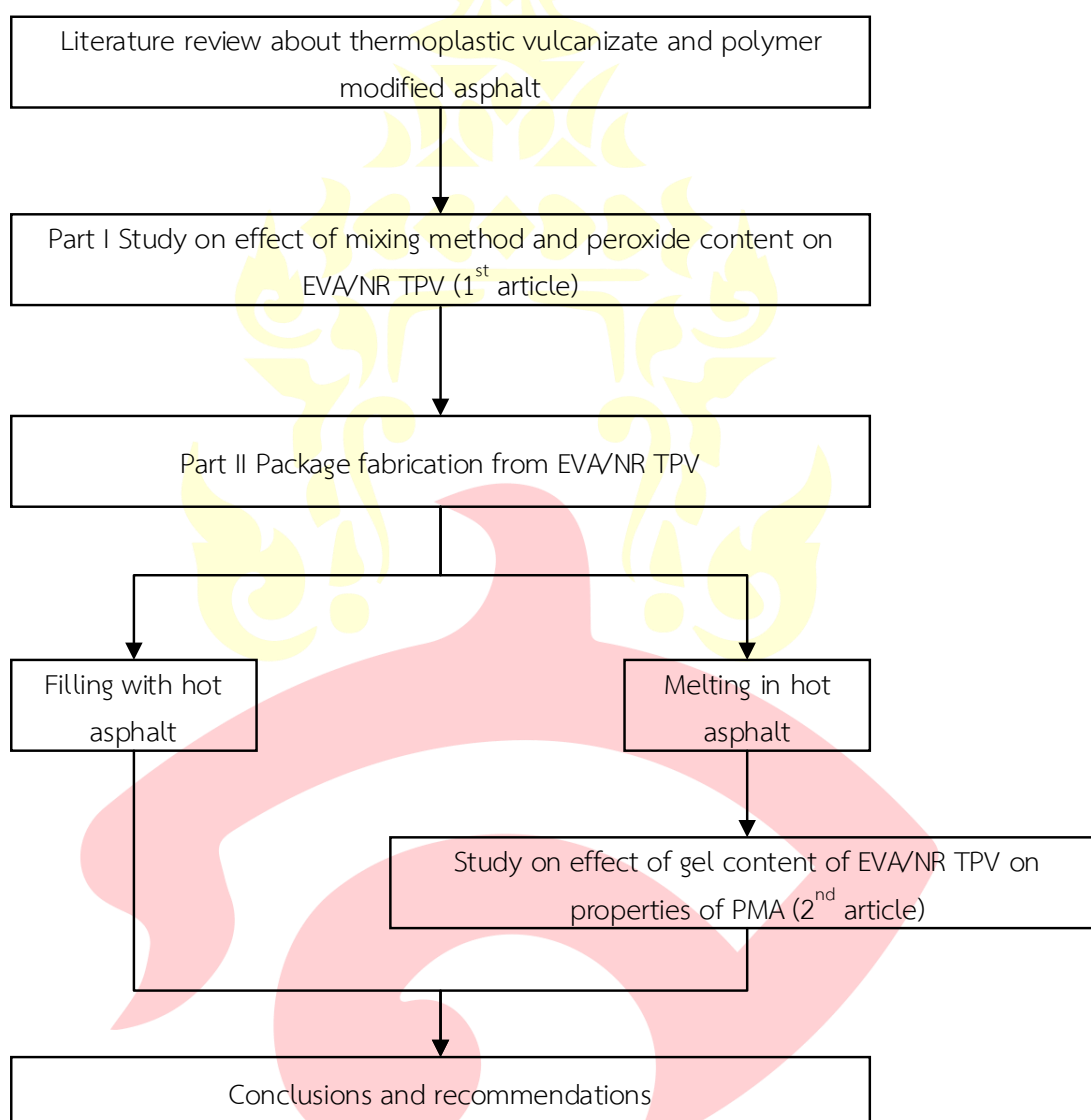 Literature review about thermoplastic vulcanizate and polymer
modified asphalt
Part I Study on effect of mixing method and peroxide content on
EVA/NR TPV (1st article)
Part II Package fabrication from EVA/NR TPV
Filling with hot
asphalt
Melting in hot
asphalt
Study on effect of gel content of EVA/NR TPV on
properties of PMA (2nd article)
Conclusions and recommendations